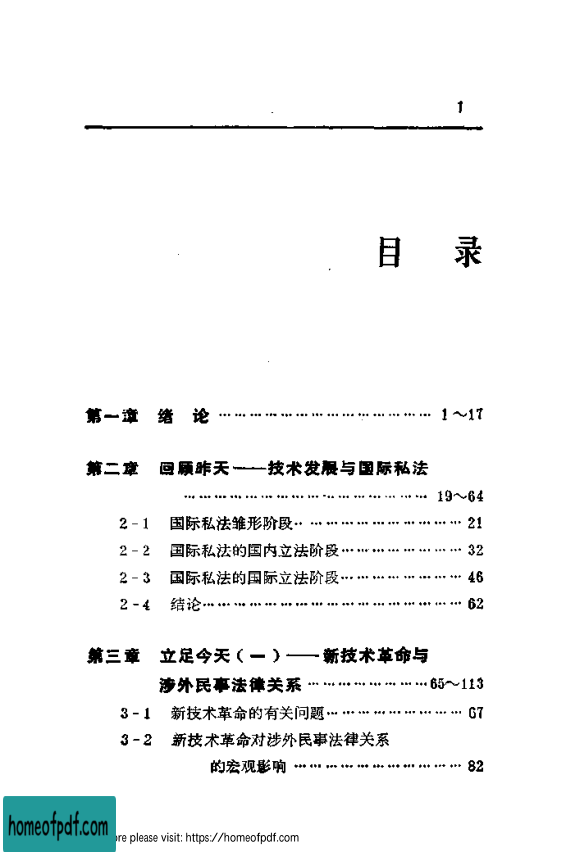 1
目 录
第一章 绪 论 ………………………………… 1～17
第二章 回顾昨天——技术发展与国际私法
………………………………… 19～64
2-1 国际私法雏形阶段………………………… 21
2-2 国际私法的国内立法阶段………………… 32
2-3 国际私法的国际立法阶段………………… 46
2-4 结论………………………………………… 62
第三章 立足今天(一)——新技术革命与
涉外民事法律关系 …………………65～113
3-1 新技术革命的有关问题…………………… 67
3-2 新技术革命对涉外民事法律关系
的宏观影响 ………………………… 82
homeofpdf.com
re please visit: https://homeofpdf.com